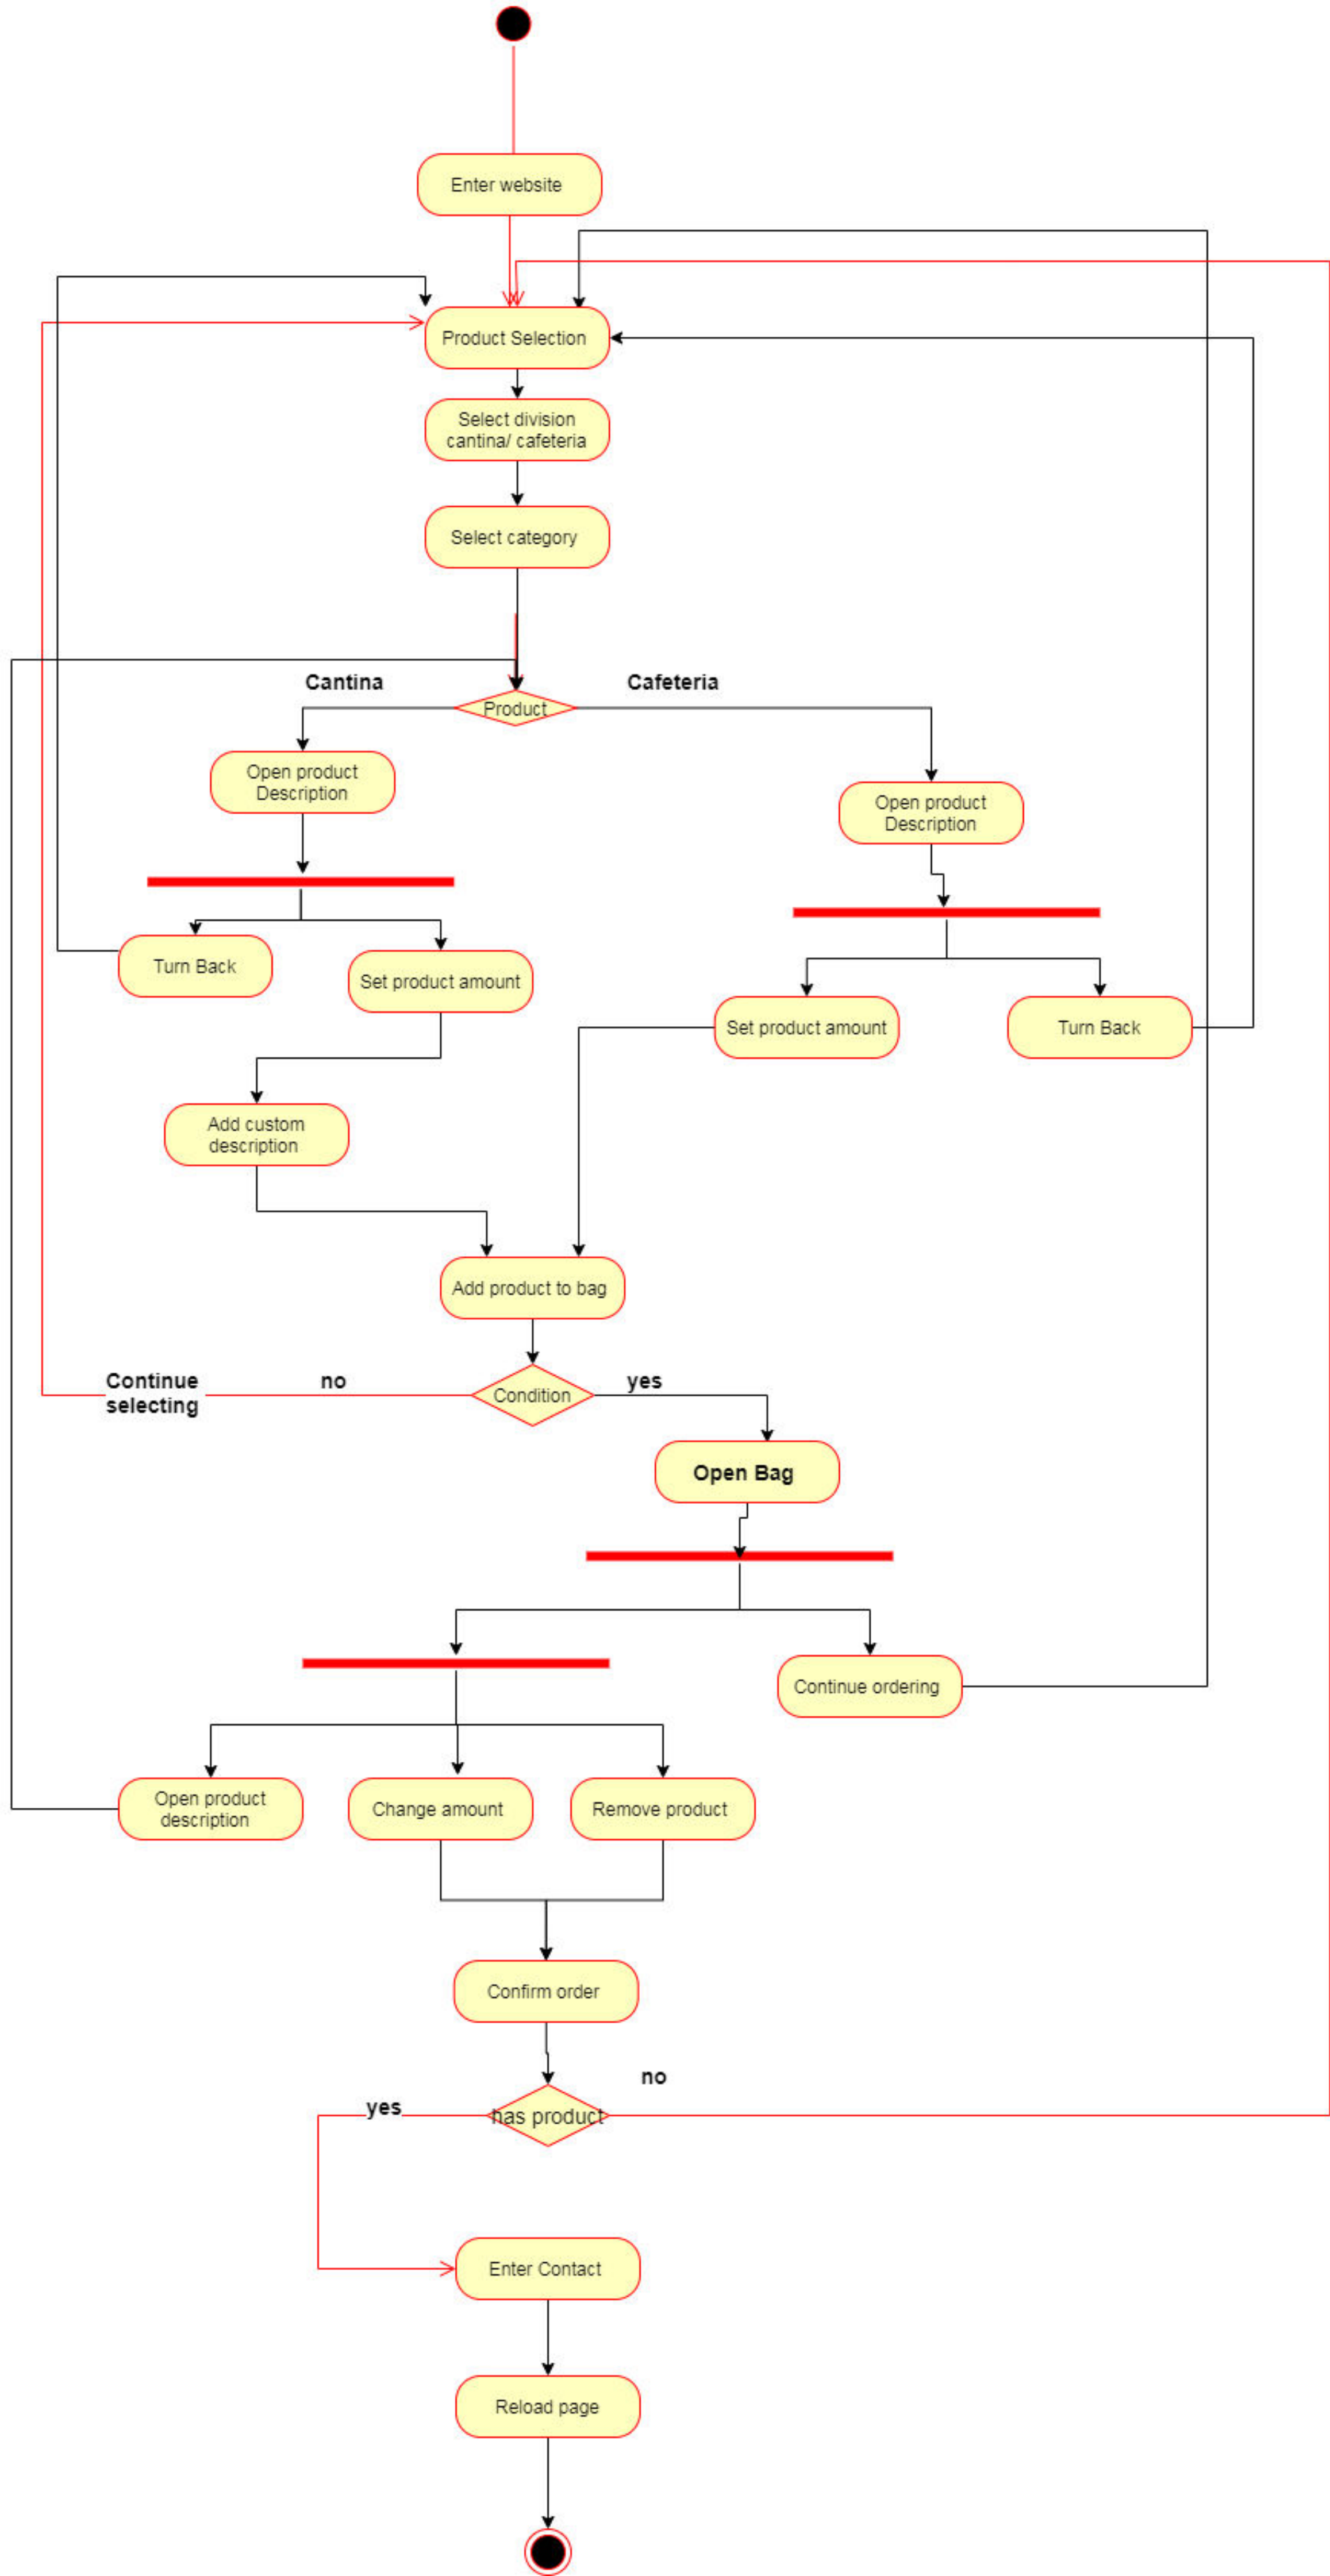 Enter website
Product Selection
Select division
cantina/ cafeteria
Select category
Cantina
Cafeteria
Product
Open product
Description
Open product
Description
Turn Back
Set product amount
Set product amount
Turn Back
Add custom
description
Add product to bag
Continue
selecting
no
Condition
yes
Open Bag
Continue ordering
Open product
description
Change amount
Remove product
Confirm order
no
yes
has product
Enter Contact
Reload page